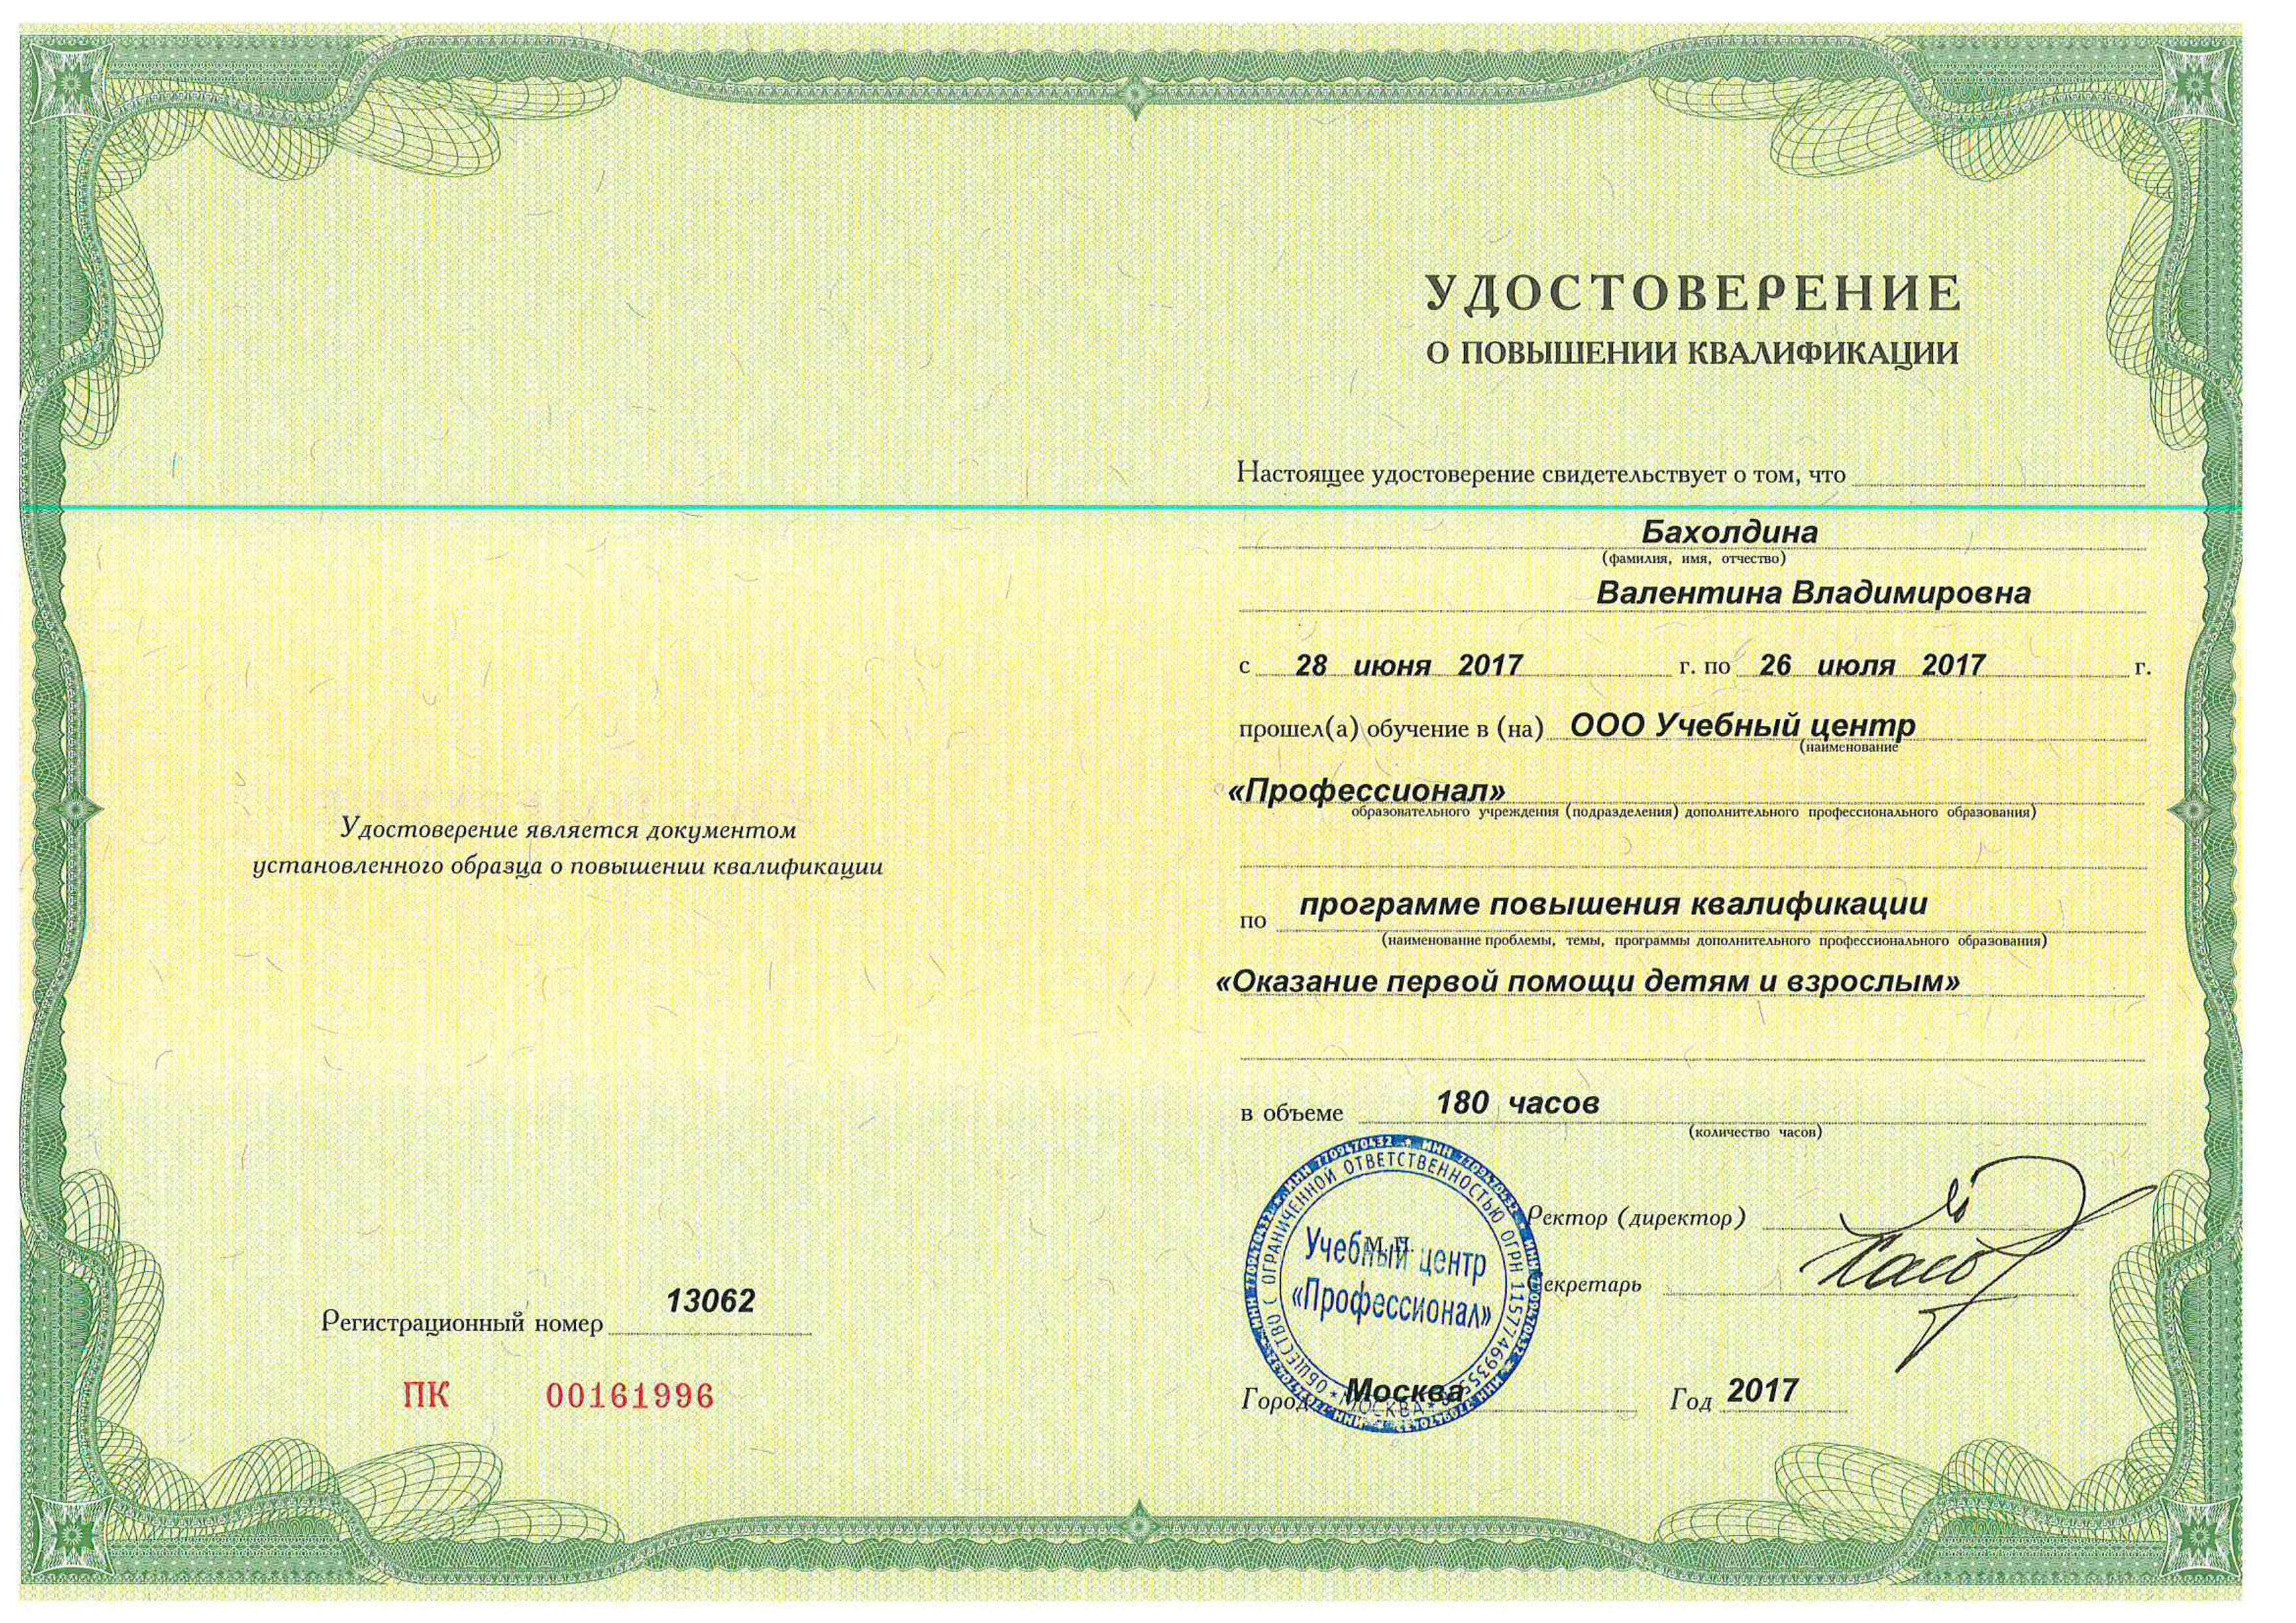 УДОСТОВЕРЕНИЕ
О ПОВЫШЕНИИ КВАЛИФИКАЦИИ
Настоящее удостоверение свидетельствует о том, что
Бахолдина
(фамилия, имя, отчество)
Валентина Владимировна
с 28 июня 2017 г. по 26 июля 2017 г.
прошел(а) обучение в (на) ООО Учебный центр
(наименование
«Профессионал»
образовательного учреждения (подразделения) дополнительного профессионального образования)
по программе повышения квалификации
(наименование проблемы, темы, программы дополнительного профессионального образования)
«Оказание первой помощи детям и взрослым»
в объеме 180 часов
(количество часов)
Ректор (директор)
М.П.
Секретарь
Город Москва Год 2017
ОБЩЕСТВО С ОГРАНИЧЕННОЙ ОТВЕТСТВЕННОСТЬЮ ОГРН
МОСКВА
ИНН 7709470432
Учебный центр
«Профессионал»
Удостоверение является документом
установленного образца о повышении квалификации
Регистрационный номер 13062
ПК 00161996